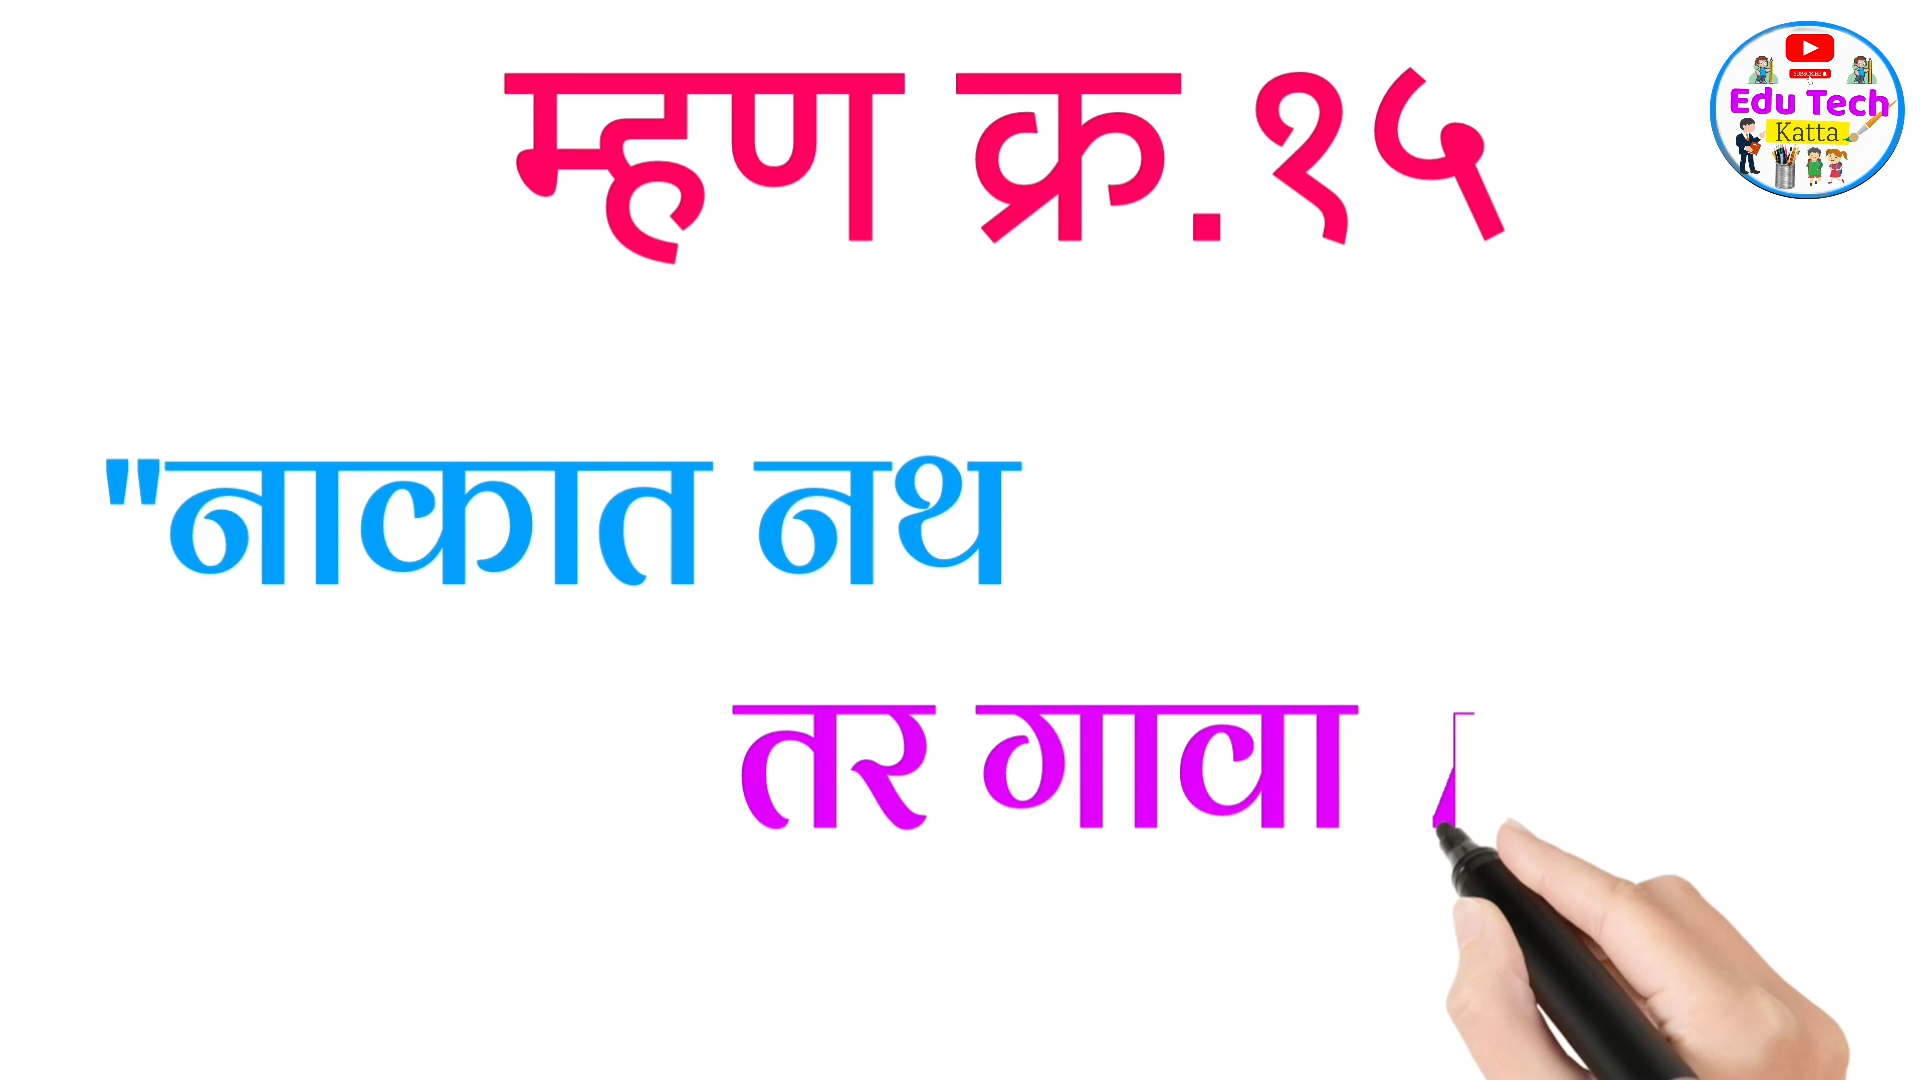 म्हण क्र.१५
"नाकात नथ
तर गावा
Edu Tech
Katta